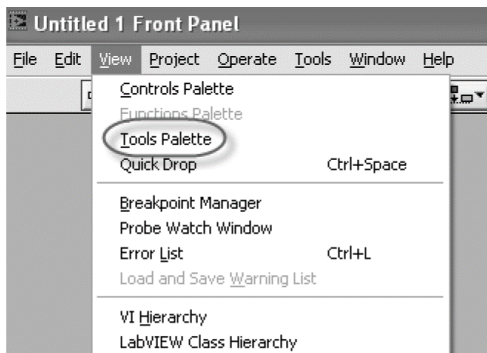 Untitled 1 Front Panel
File Edit View Project Operate Tools Window Help
Controls Palette
Functions Palette
Tools Palette
Quick Drop Ctrl+Space
Breakpoint Manager
Probe Watch Window
Error List Ctrl+L
Load and Save Warning List
VI Hierarchy
LabVIEW Class Hierarchy